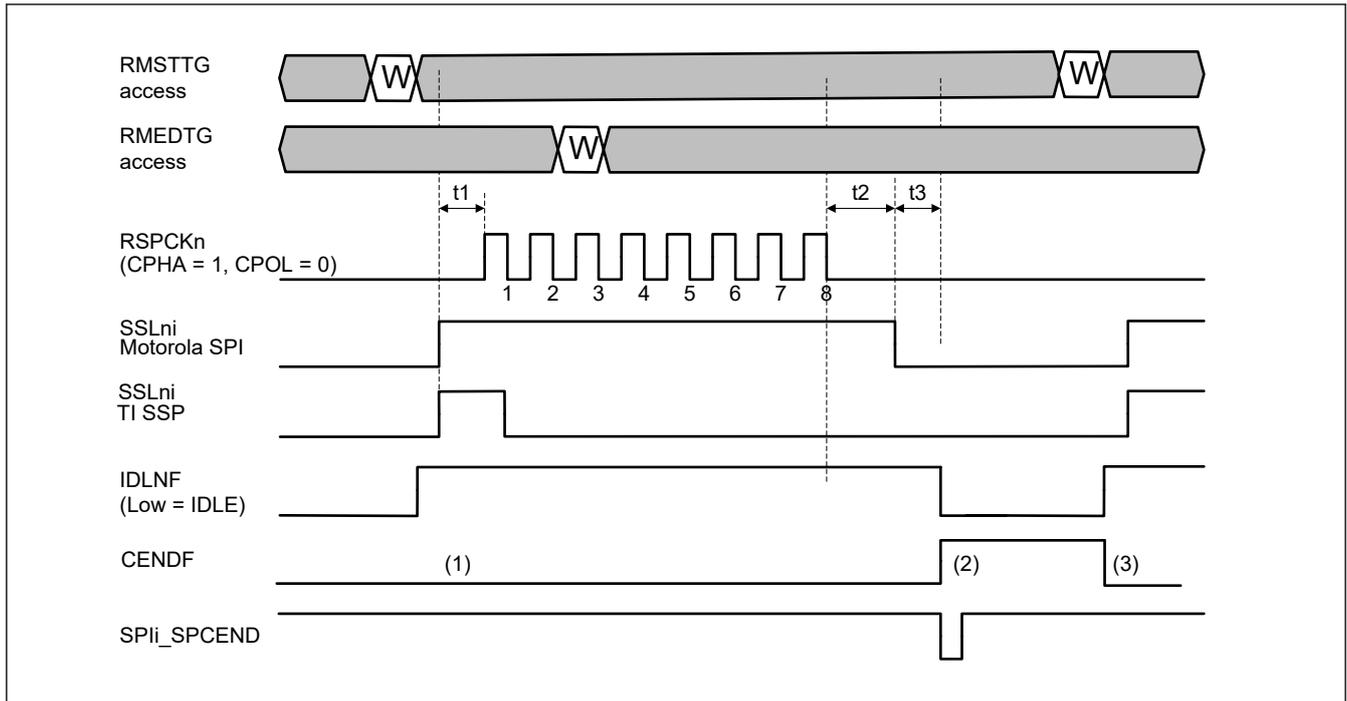 RMSTTG
access
W
W
RMEDTG
access
W
t1
t2
t3
RSPCKn
(CPHA = 1, CPOL = 0)
1 2 3 4 5 6 7 8
SSLni
Motorola SPI
SSLni
TI SSP
IDLNF
(Low = IDLE)
CENDF
(1)
(2)
(3)
SPIi_SPCEND